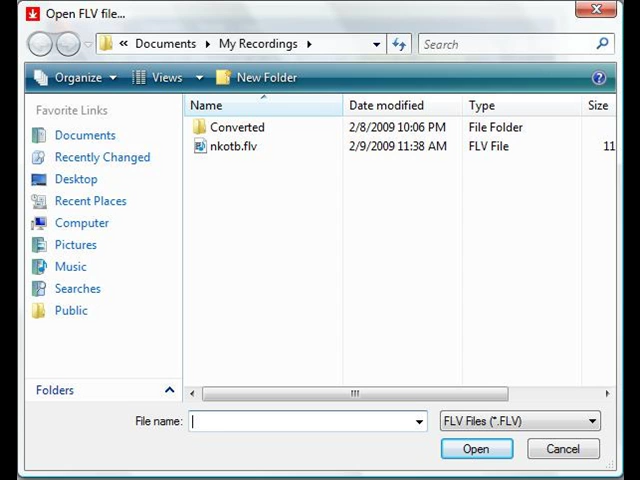 Open FLV file...
« Documents My Recordings Search
Organize Views New Folder
Favorite Links
Documents
Recently Changed
Desktop
Recent Places
Computer
Pictures
Music
Searches
Public
Folders
Name Date modified Type Size
Converted 2/8/2009 10:06 PM File Folder
nkotb.flv 2/9/2009 11:38 AM FLV File 11
File name: FLV Files (*.FLV)
Open Cancel